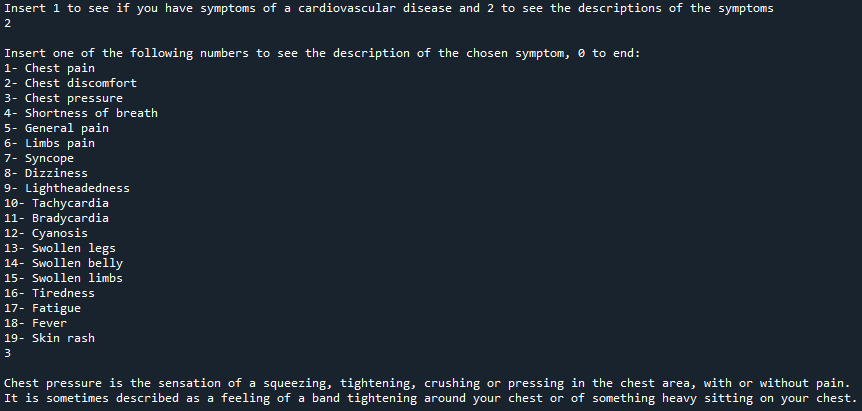 Insert 1 to see if you have symptoms of a cardiovascular disease and 2 to see the descriptions of the symptoms
2
Insert one of the following numbers to see the description of the chosen symptom, 0 to end:
1- Chest pain
2- Chest discomfort
3- Chest pressure
4- Shortness of breath
5- General pain
6- Limbs pain
7- Syncope
8- Dizziness
9- Lightheadedness
10- Tachycardia
11- Bradycardia
12- Cyanosis
13- Swollen legs
14- Swollen belly
15- Swollen limbs
16- Tiredness
17- Fatigue
18- Fever
19- Skin rash
3
Chest pressure is the sensation of a squeezing, tightening, crushing or pressing in the chest area, with or without pain.
It is sometimes described as a feeling of a band tightening around your chest or of something heavy sitting on your chest.